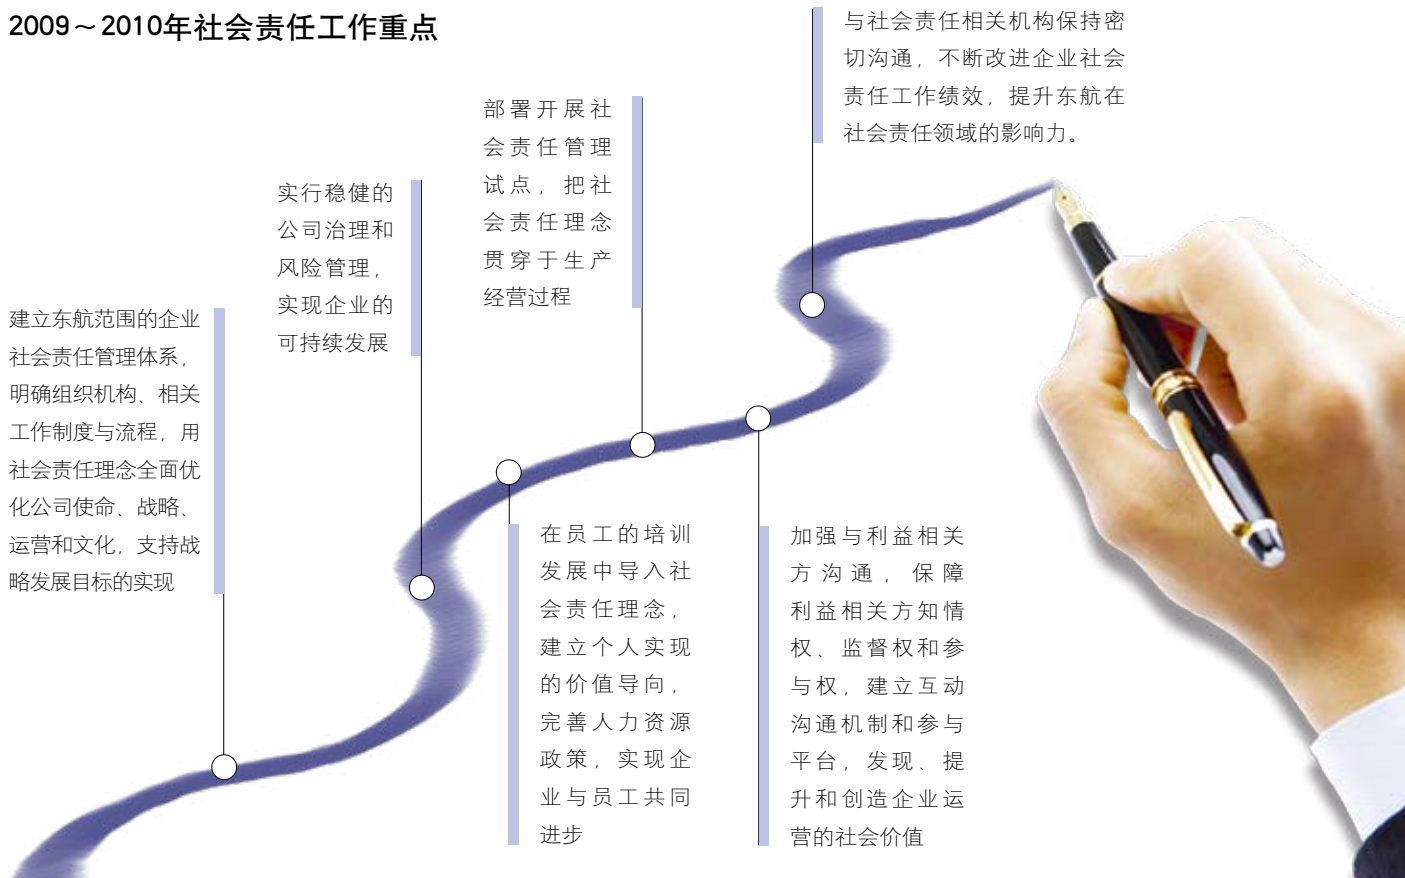 2009～2010年社会责任工作重点
建立东航范围的企业
社会责任管理体系，
明确组织机构、相关
工作制度与流程，用
社会责任理念全面优
化公司使命、战略、
运营和文化，支持战
略发展目标的实现
实行稳健的
公司治理和
风险管理，
实现企业的
可持续发展
在员工的培训
发展中导入社
会责任理念，
建立个人实现
的价值导向，
完善人力资源
政策，实现企
业与员工共同
进步
部署开展社
会责任管理
试点，把社
会责任理念
贯穿于生产
经营过程
加强与利益相关
方沟通，保障
利益相关方知情
权、监督权和参
与权，建立互动
沟通机制和参与
平台，发现、提
升和创造企业运
营的社会价值
与社会责任相关机构保持密
切沟通，不断改进企业社会
责任工作绩效，提升东航在
社会责任领域的影响力。